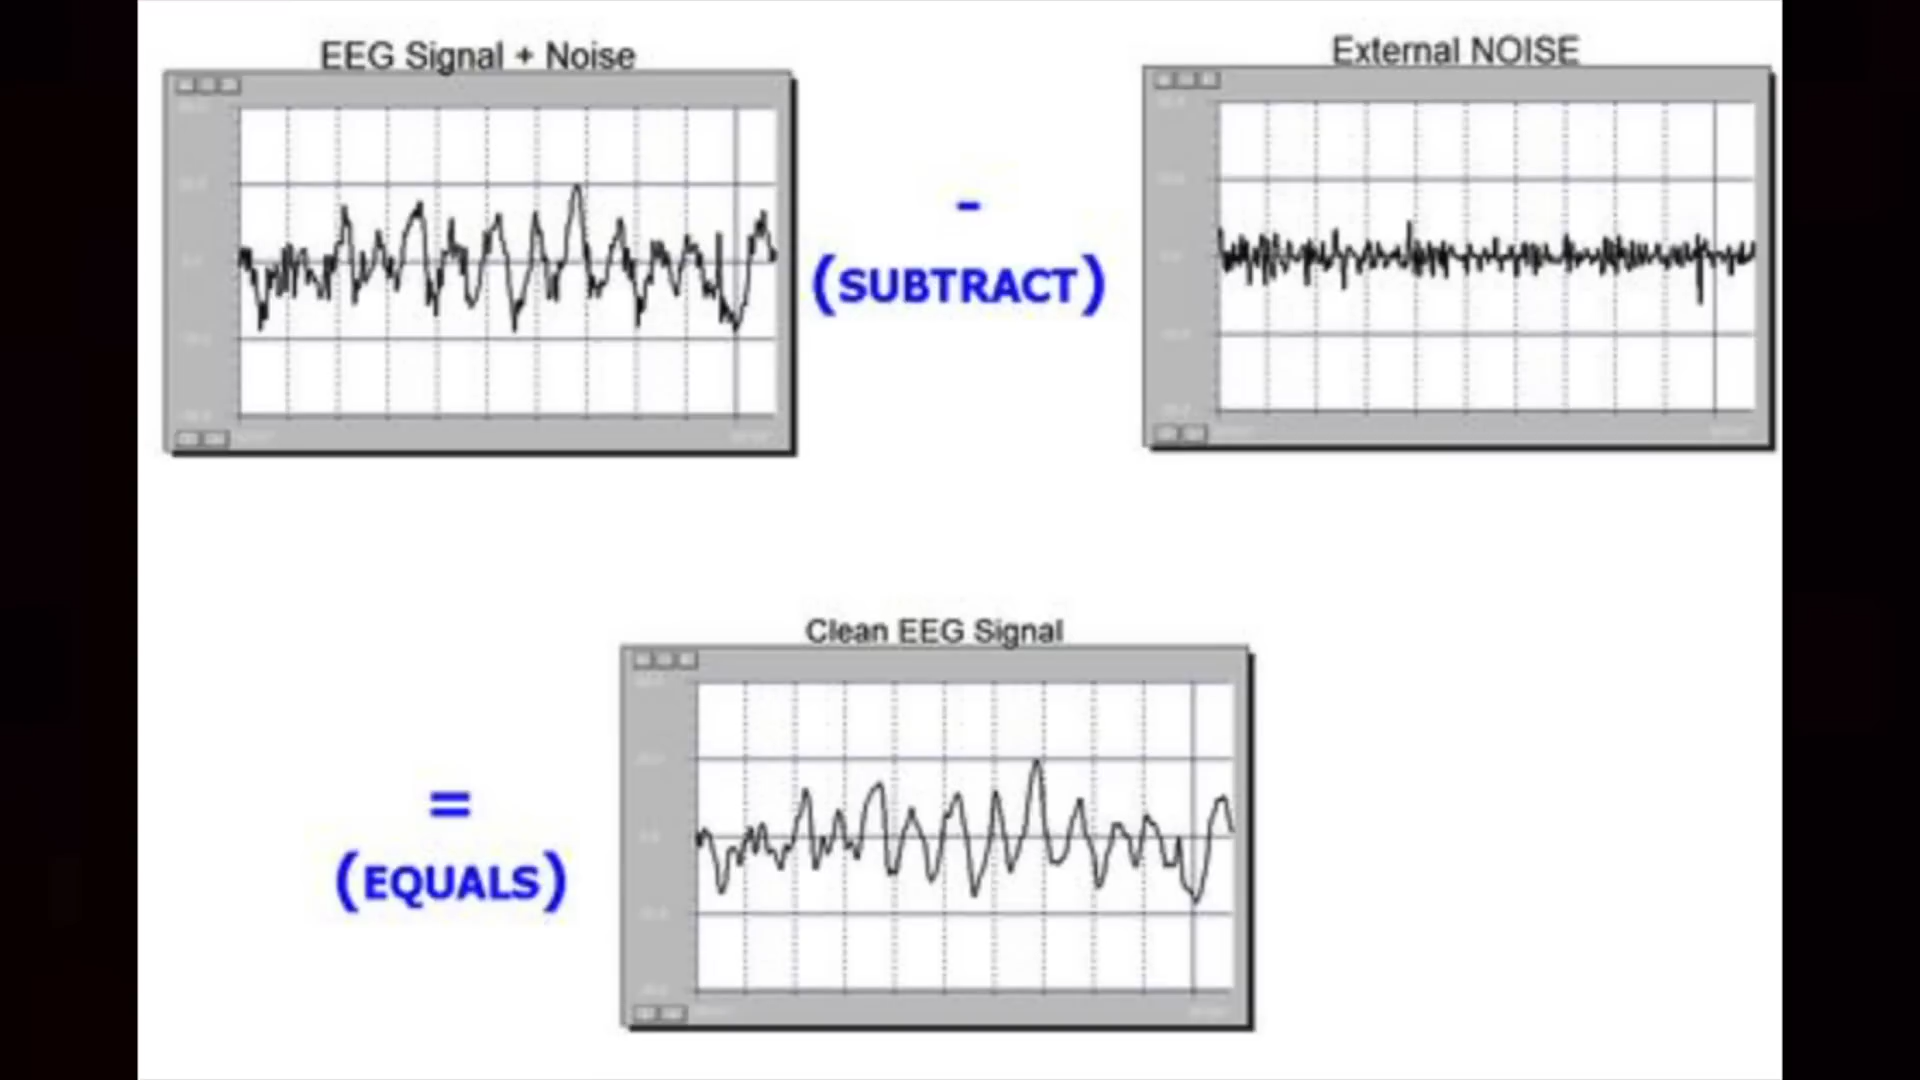 EEG Signal + Noise
External NOISE
-
(SUBTRACT)
Clean EEG Signal
=
(EQUALS)